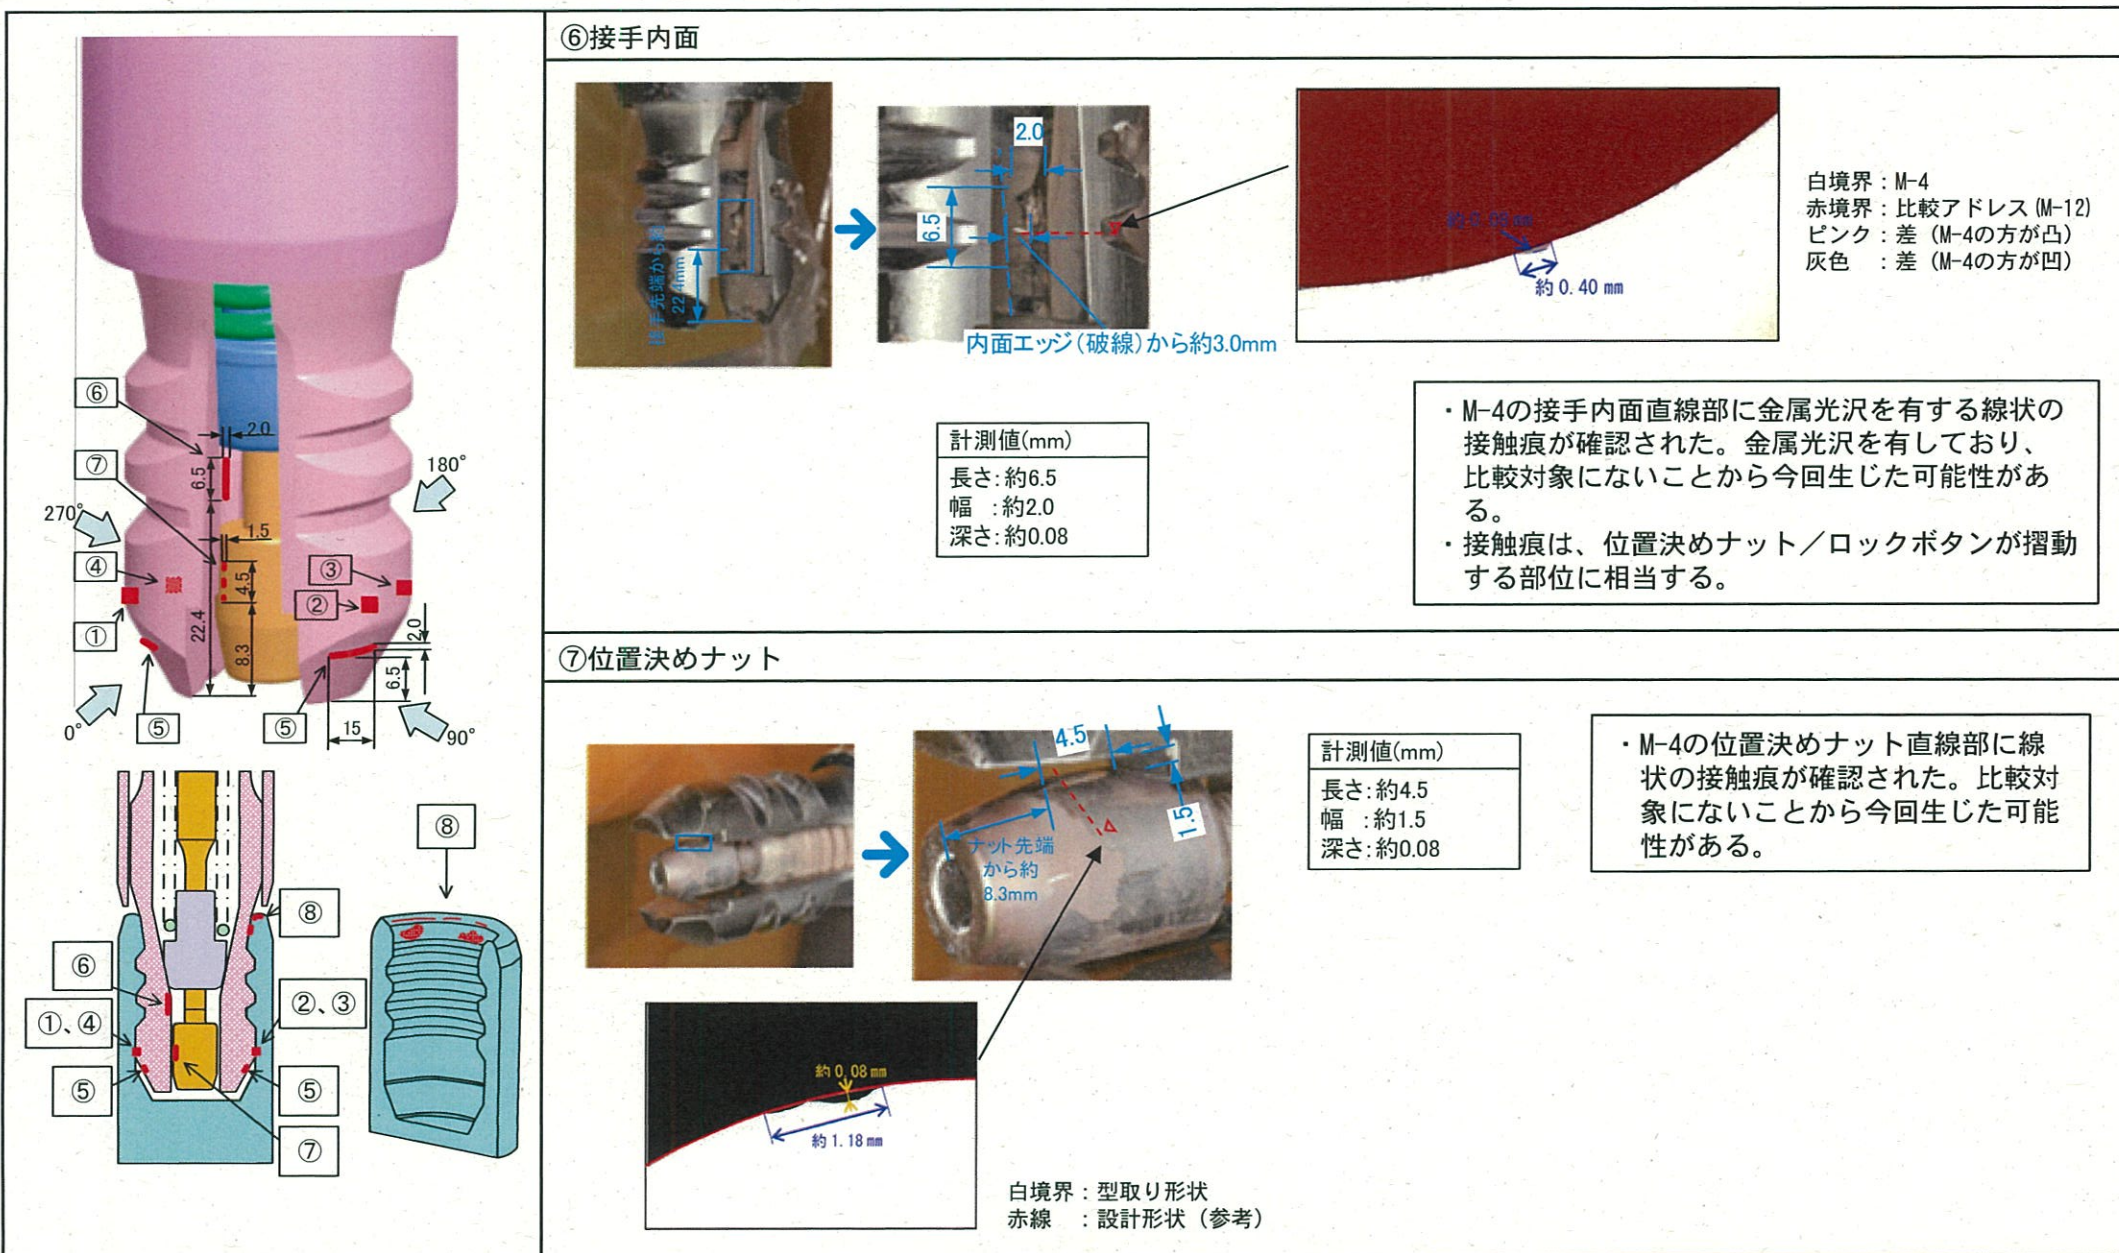 ⑥
2.0
⑦
6.5
180°
270°
1.5
④
4.5
③
②
①
22.4
8.3
2.0
6.5
0°
⑤
⑤
15
90°
⑧
⑧
⑥
①、④
②、③
⑤
⑤
⑦
⑥接手内面
接手先端から約
22.4mm
2.0
6.5
内面エッジ(破線)から約3.0mm
約0.08mm
約0.40mm
白境界：M-4
赤境界：比較アドレス(M-12)
ピンク：差（M-4の方が凸）
灰色　：差（M-4の方が凹）
計測値(mm)
長さ:約6.5
幅　:約2.0
深さ:約0.08
・M-4の接手内面直線部に金属光沢を有する線状の
接触痕が確認された。金属光沢を有しており、
比較対象にないことから今回生じた可能性があ
る。
・接触痕は、位置決めナット／ロックボタンが摺動
する部位に相当する。
⑦位置決めナット
4.5
1.5
ナット先端
から約
8.3mm
計測値(mm)
長さ:約4.5
幅　:約1.5
深さ:約0.08
・M-4の位置決めナット直線部に線
状の接触痕が確認された。比較対
象にないことから今回生じた可能
性がある。
約0.08mm
約1.18mm
白境界：型取り形状
赤線　：設計形状（参考）